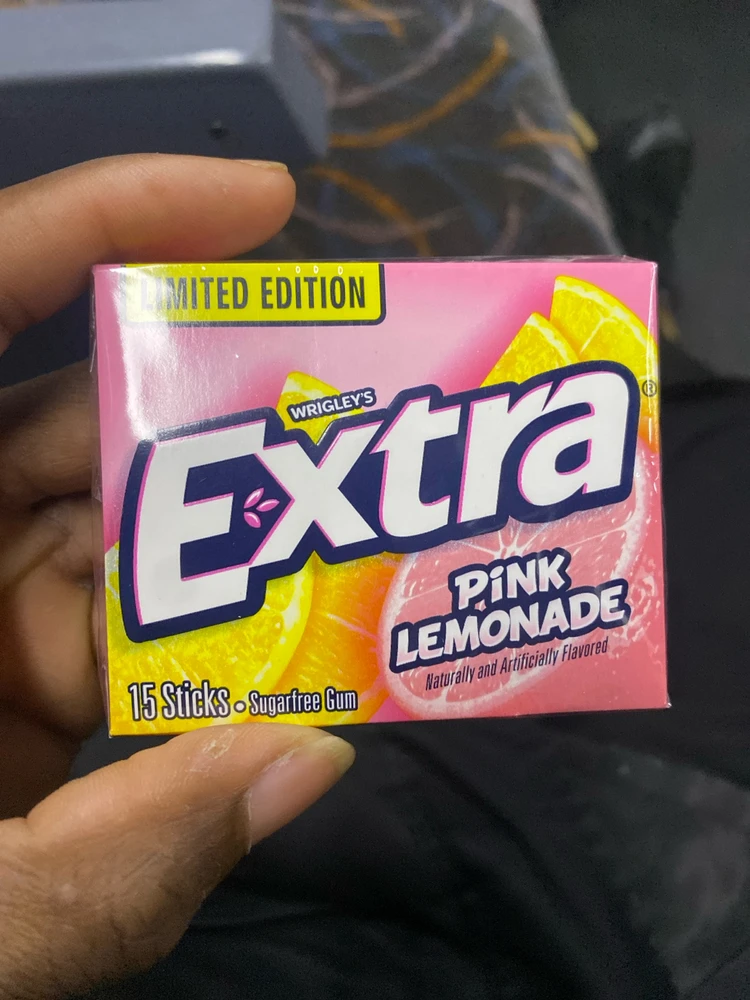 LIMITED EDITION
WRIGLEY'S
Extra®
PiNK
LEMONADE
Naturally and Artificially Flavored
15 Sticks • Sugarfree Gum